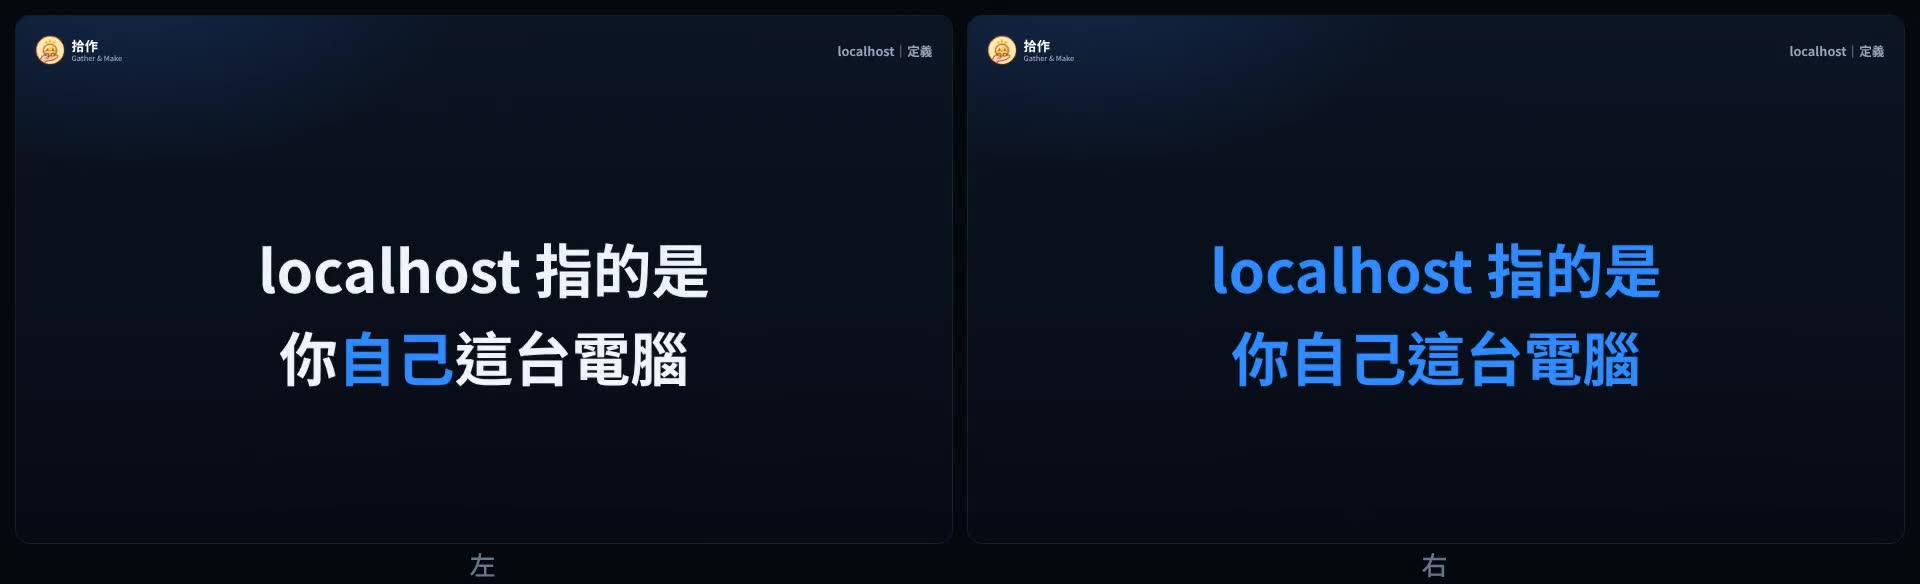 拾作
Gather & Make
localhost｜定義
localhost 指的是
你自己這台電腦
左
拾作
Gather & Make
localhost｜定義
localhost 指的是
你自己這台電腦
右